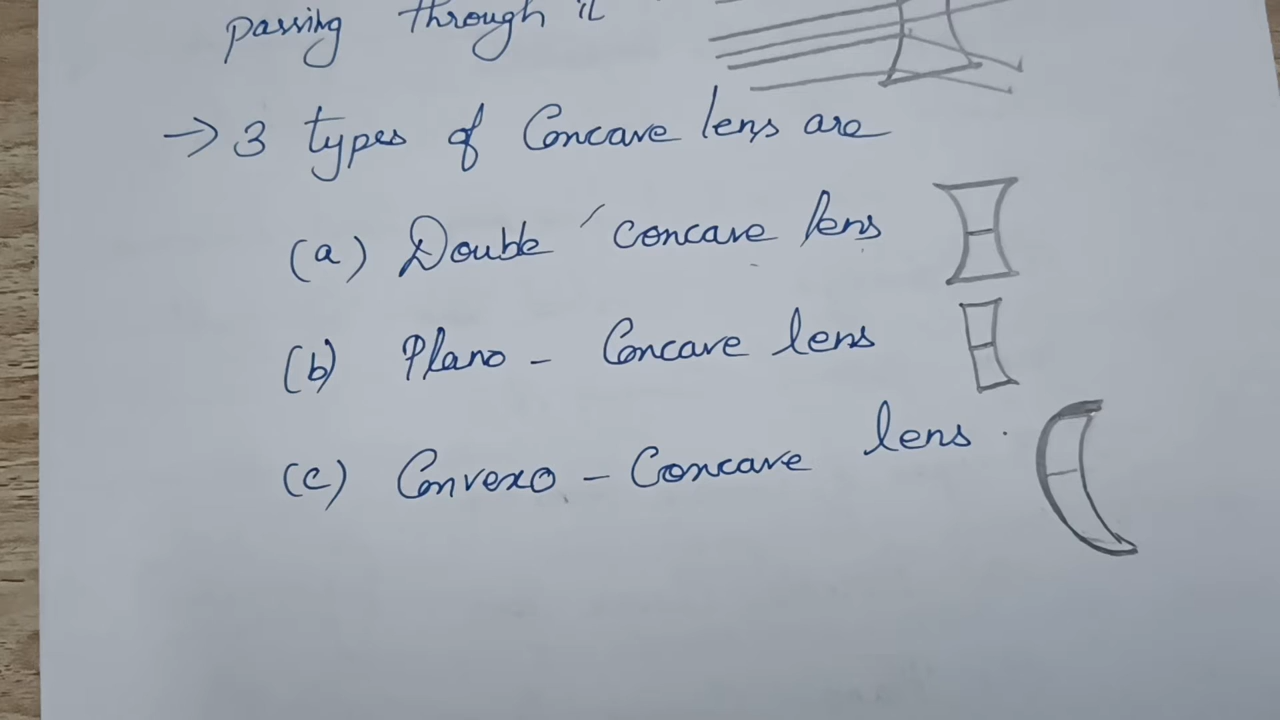 passing through it
→ 3 types of Concave lens are
(a) Double concave lens
(b) Plano - Concave lens
(c) Convexo - Concave lens.